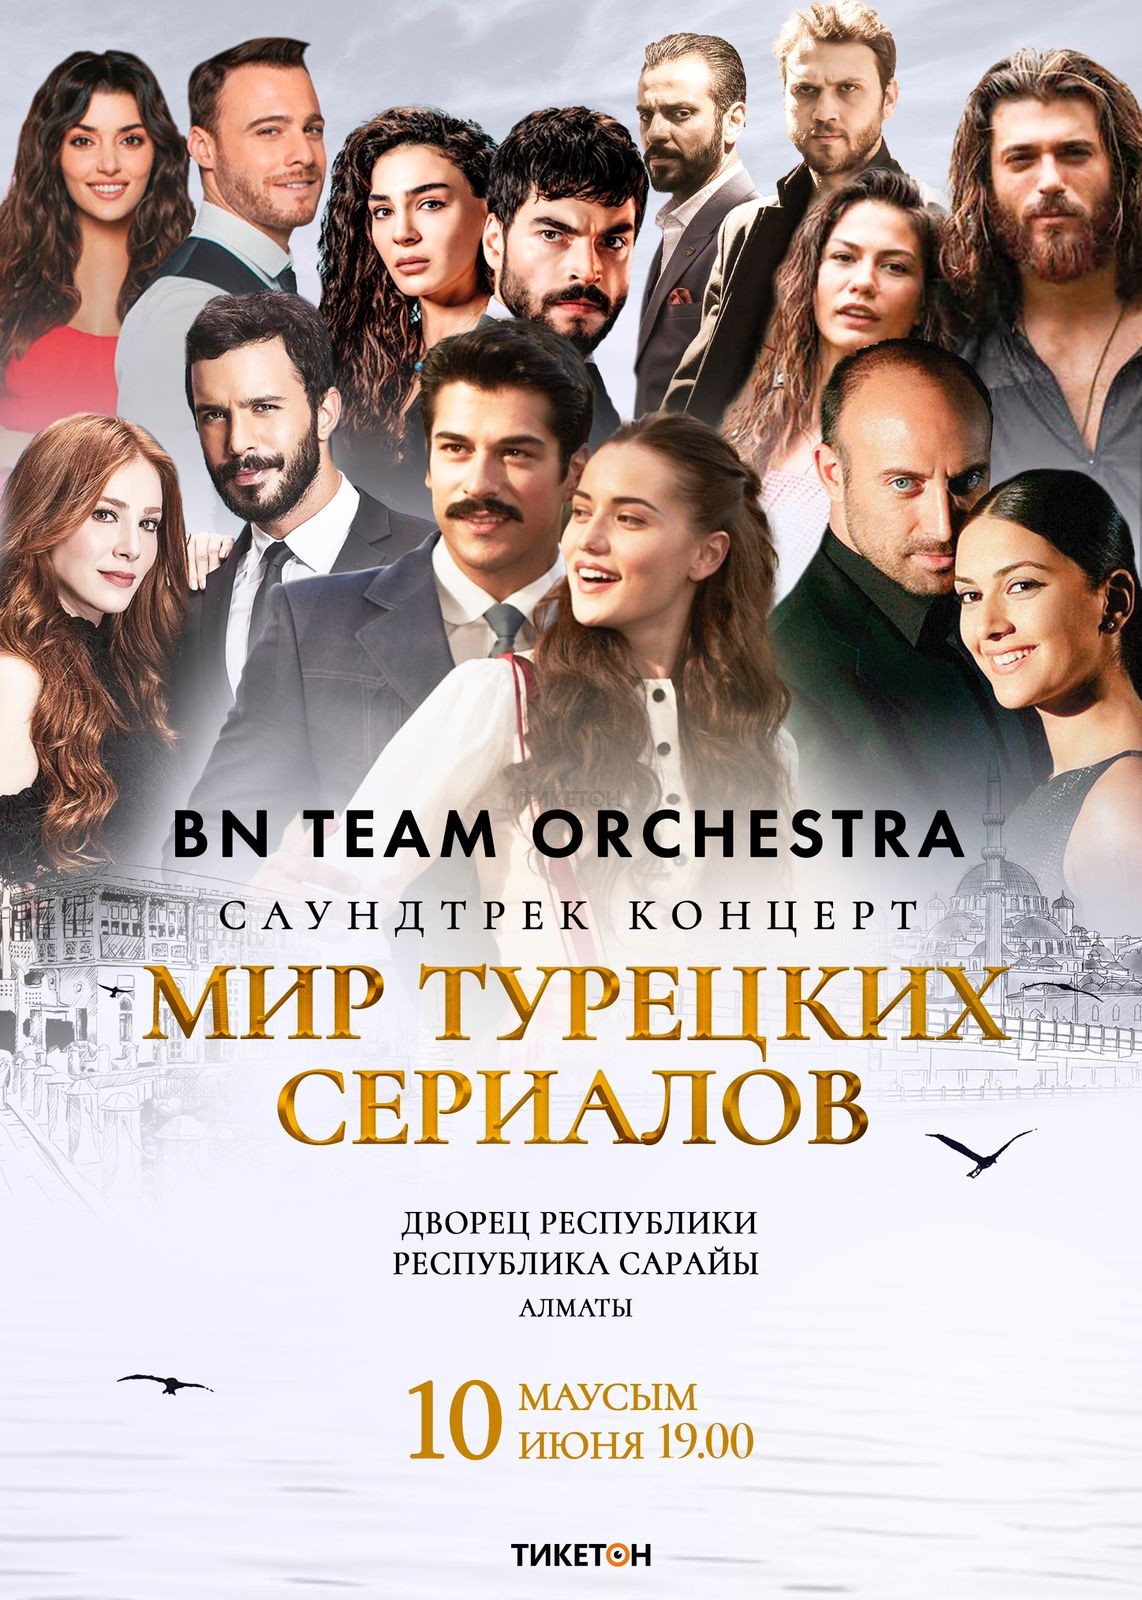 ТИКЕТОН
BN TEAM ORCHESTRA
САУНДТРЕК КОНЦЕРТ
МИР ТУРЕЦКИХ
СЕРИАЛОВ
ДВОРЕЦ РЕСПУБЛИКИ
РЕСПУБЛИКА САРАЙЫ
АЛМАТЫ
10 МАУСЫМ
ИЮНЯ 19.00
ТИКЕТОН